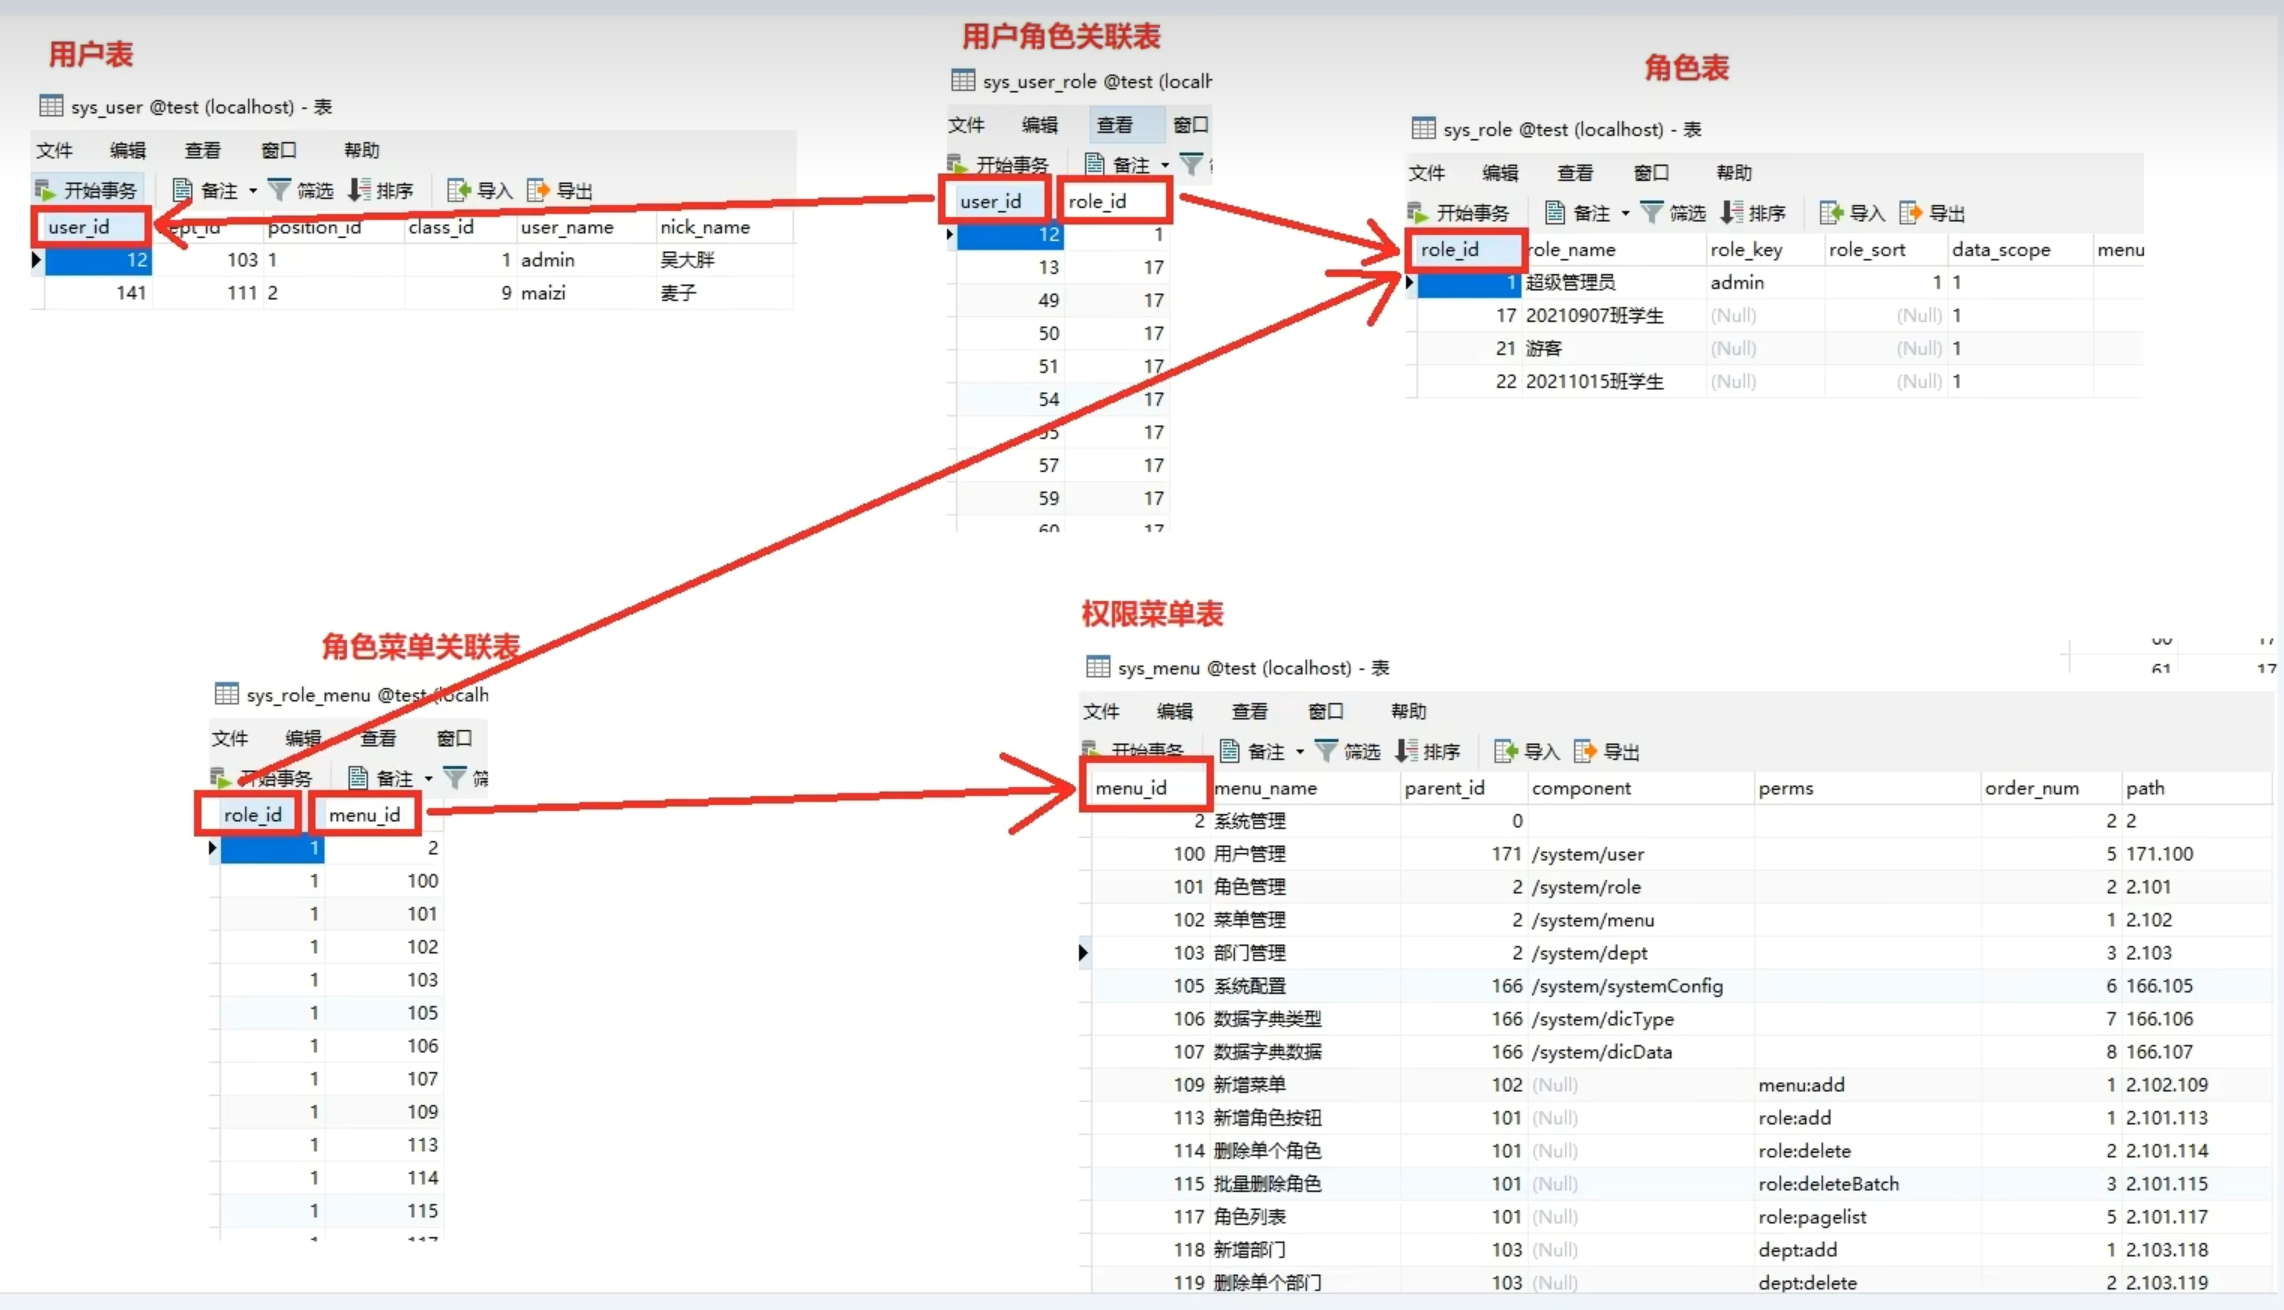 用户表
sys_user @test (localhost) - 表
文件 编辑 查看 窗口 帮助
开始事务 备注 筛选 排序 导入 导出
user_id position_id class_id user_name nick_name
12 103 1 1 admin 吴大胖
141 111 2 9 maizi 麦子
用户角色关联表
sys_user_role @test (localh
文件 编辑 查看 窗口
开始事务 备注
user_id role_id
12 1
13 17
49 17
50 17
51 17
54 17
55 17
57 17
59 17
60 17
角色表
sys_role @test (localhost) - 表
文件 编辑 查看 窗口 帮助
开始事务 备注 筛选 排序 导入 导出
role_id role_name role_key role_sort data_scope menu
1 超级管理员 admin 1 1
17 20210907班学生 (Null) (Null) 1
21 游客 (Null) (Null) 1
22 20211015班学生 (Null) (Null) 1
角色菜单关联表
sys_role_menu @test (localh
文件 编辑 查看 窗口
开始事务 备注 筛
role_id menu_id
1 2
1 100
1 101
1 102
1 103
1 105
1 106
1 107
1 109
1 113
1 114
1 115
1 117
权限菜单表
sys_menu @test (localhost) - 表
61 17
文件 编辑 查看 窗口 帮助
开始事务 备注 筛选 排序 导入 导出
menu_id menu_name parent_id component perms order_num path
2 系统管理 0 2 2
100 用户管理 171 /system/user 5 171.100
101 角色管理 2 /system/role 2 2.101
102 菜单管理 2 /system/menu 1 2.102
103 部门管理 2 /system/dept 3 2.103
105 系统配置 166 /system/systemConfig 6 166.105
106 数据字典类型 166 /system/dicType 7 166.106
107 数据字典数据 166 /system/dicData 8 166.107
109 新增菜单 102 (Null) menu:add 1 2.102.109
113 新增角色按钮 101 (Null) role:add 1 2.101.113
114 删除单个角色 101 (Null) role:delete 2 2.101.114
115 批量删除角色 101 (Null) role:deleteBatch 3 2.101.115
117 角色列表 101 (Null) role:pagelist 5 2.101.117
118 新增部门 103 (Null) dept:add 1 2.103.118
119 删除单个部门 103 (Null) dept:delete 2 2.103.119